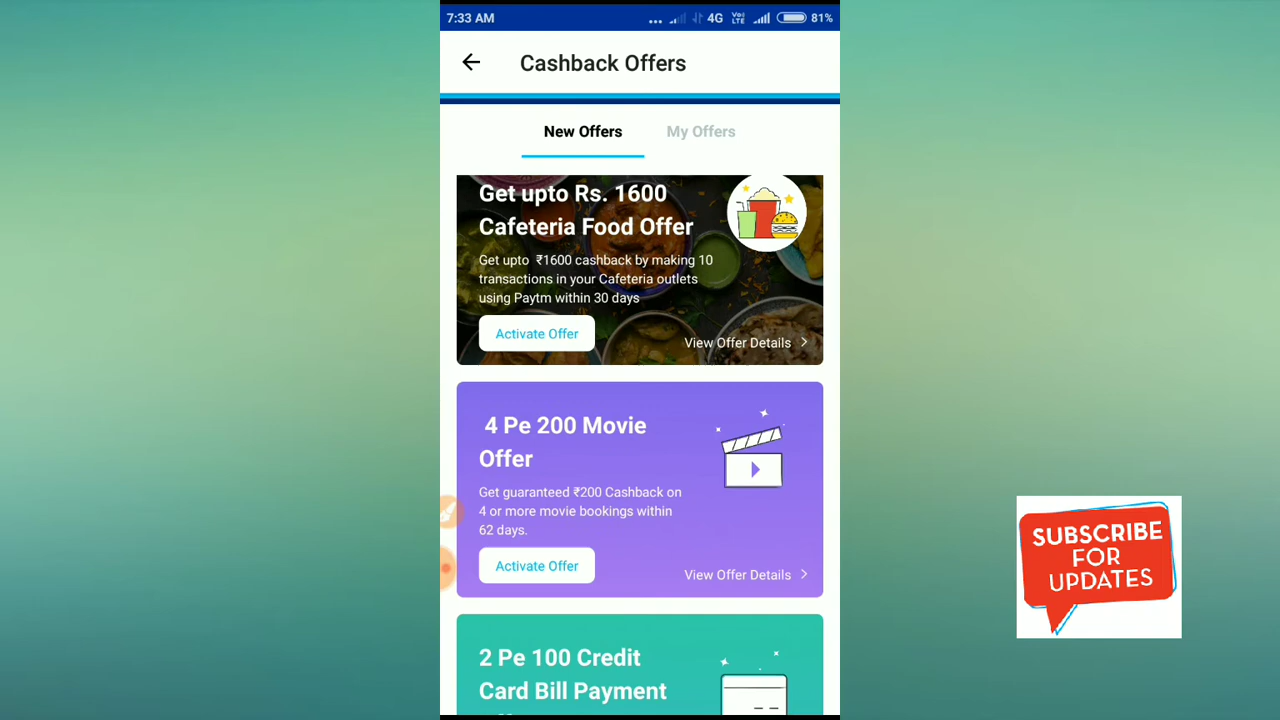 7:33 AM
4G
Vo)
LTE
81%
Cashback Offers
New Offers
My Offers
Get upto Rs. 1600
Cafeteria Food Offer
Get upto ₹1600 cashback by making 10
transactions in your Cafeteria outlets
using Paytm within 30 days
Activate Offer
View Offer Details
4 Pe 200 Movie
Offer
Get guaranteed ₹200 Cashback on
4 or more movie bookings within
62 days.
Activate Offer
View Offer Details
2 Pe 100 Credit
Card Bill Payment
SUBSCRIBE
FOR
UPDATES